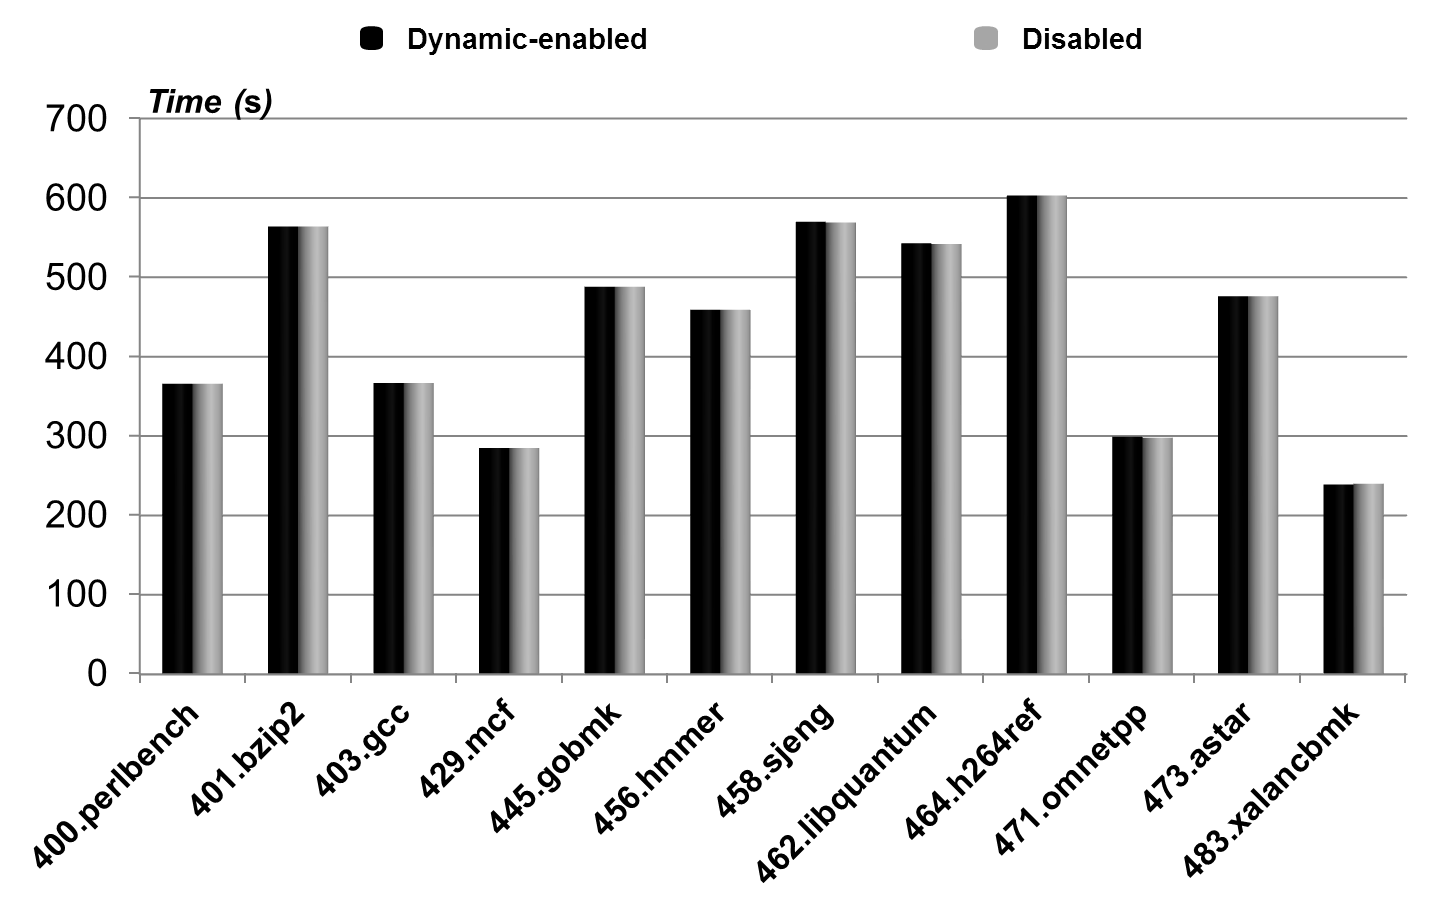 Dynamic-enabled Disabled
Time (s)
700
600
500
400
300
200
100
0
400.perlbench
401.bzip2
403.gcc
429.mcf
445.gobmk
456.hmmer
458.sjeng
462.libquantum
464.h264ref
471.omnetpp
473.astar
483.xalancbmk